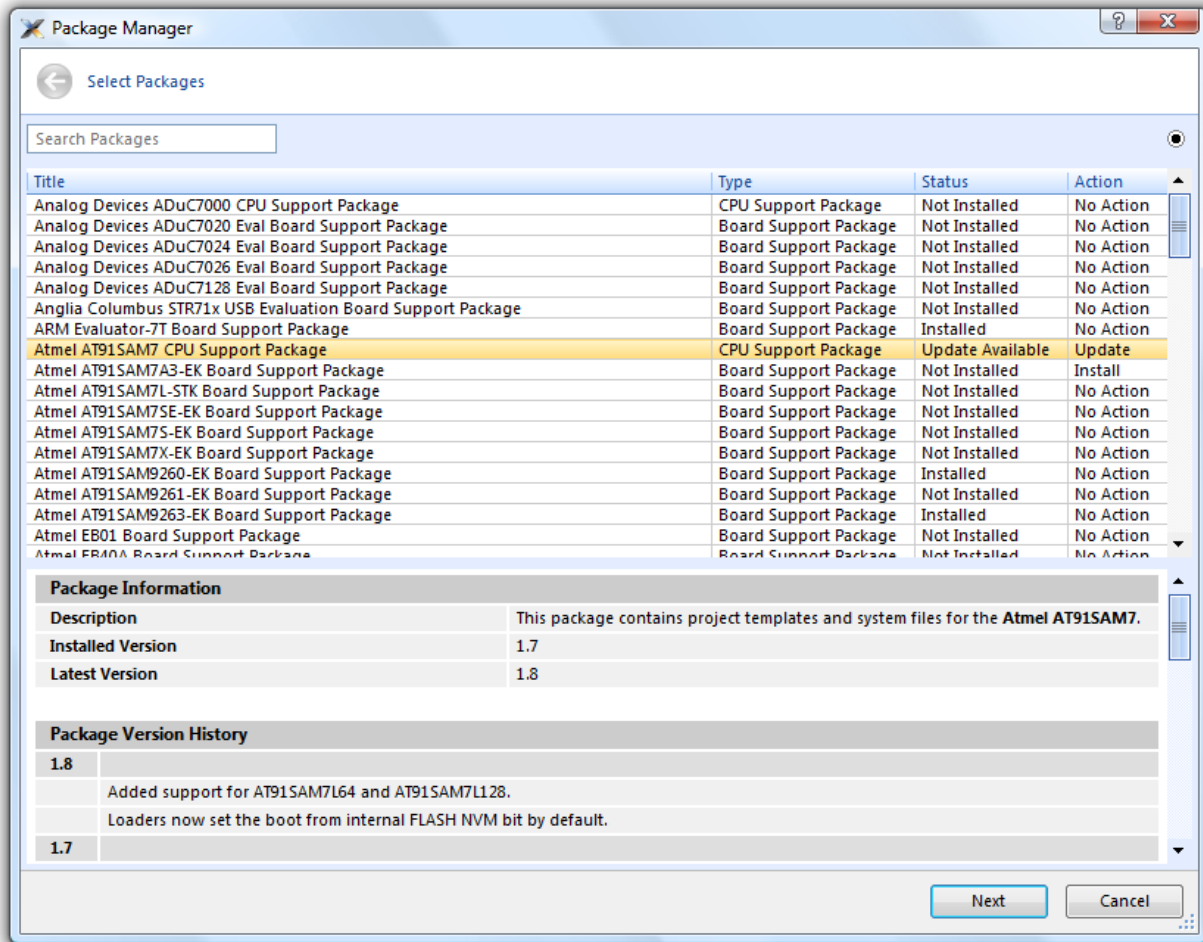 Package Manager
?
Select Packages
Search Packages
Title Type Status Action
Analog Devices ADuC7000 CPU Support Package CPU Support Package Not Installed No Action
Analog Devices ADuC7020 Eval Board Support Package Board Support Package Not Installed No Action
Analog Devices ADuC7024 Eval Board Support Package Board Support Package Not Installed No Action
Analog Devices ADuC7026 Eval Board Support Package Board Support Package Not Installed No Action
Analog Devices ADuC7128 Eval Board Support Package Board Support Package Not Installed No Action
Anglia Columbus STR71x USB Evaluation Board Support Package Board Support Package Not Installed No Action
ARM Evaluator-7T Board Support Package Board Support Package Installed No Action
Atmel AT91SAM7 CPU Support Package CPU Support Package Update Available Update
Atmel AT91SAM7A3-EK Board Support Package Board Support Package Not Installed Install
Atmel AT91SAM7L-STK Board Support Package Board Support Package Not Installed No Action
Atmel AT91SAM7SE-EK Board Support Package Board Support Package Not Installed No Action
Atmel AT91SAM7S-EK Board Support Package Board Support Package Not Installed No Action
Atmel AT91SAM7X-EK Board Support Package Board Support Package Not Installed No Action
Atmel AT91SAM9260-EK Board Support Package Board Support Package Installed No Action
Atmel AT91SAM9261-EK Board Support Package Board Support Package Not Installed No Action
Atmel AT91SAM9263-EK Board Support Package Board Support Package Installed No Action
Atmel EB01 Board Support Package Board Support Package Not Installed No Action
Atmel EB40A Board Support Package Board Support Package Not Installed No Action
Package Information
Description This package contains project templates and system files for the Atmel AT91SAM7.
Installed Version 1.7
Latest Version 1.8
Package Version History
1.8
Added support for AT91SAM7L64 and AT91SAM7L128.
Loaders now set the boot from internal FLASH NVM bit by default.
1.7
Next Cancel